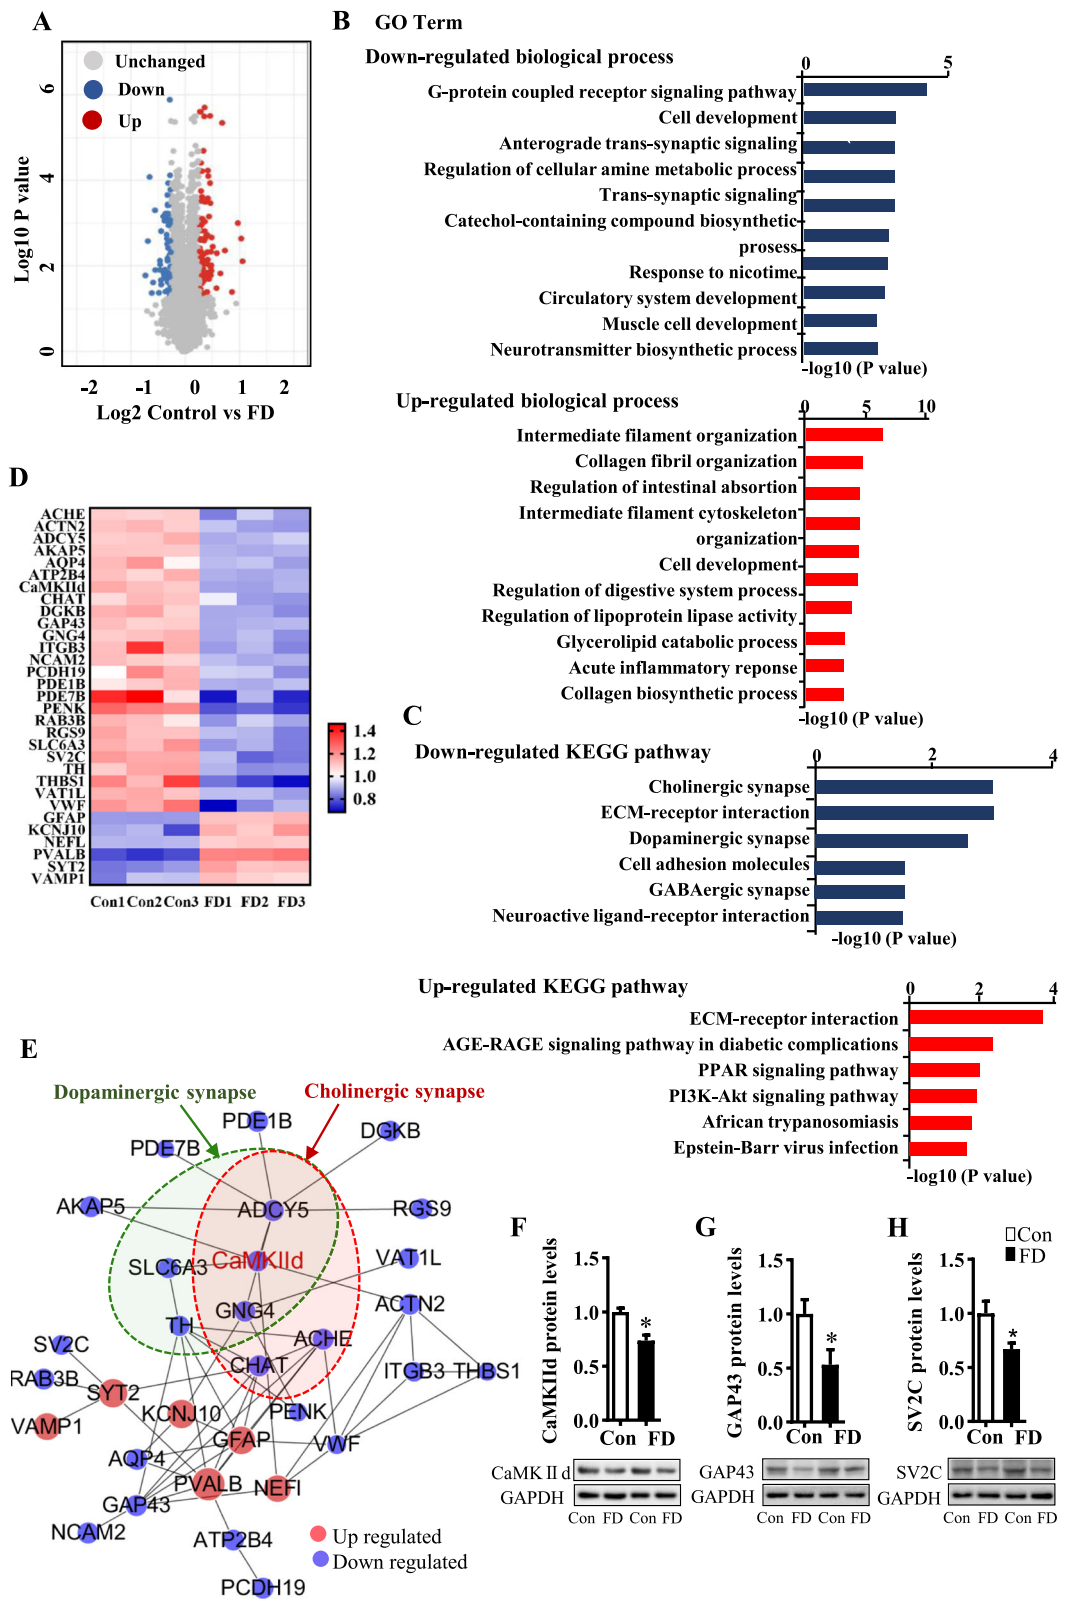 A
Unchanged
Down
Up
6
4
2
0
Log10 P value
-2 -1 0 1 2
Log2 Control vs FD
B GO Term
Down-regulated biological process
0 5
G-protein coupled receptor signaling pathway
Cell development
Anterograde trans-synaptic signaling
Regulation of cellular amine metabolic process
Trans-synaptic signaling
Catechol-containing compound biosynthetic
prosess
Response to nicotime
Circulatory system development
Muscle cell development
Neurotransmitter biosynthetic process
-log10 (P value)
Up-regulated biological process
0 5 10
Intermediate filament organization
Collagen fibril organization
Regulation of intestinal absortion
Intermediate filament cytoskeleton
organization
Cell development
Regulation of digestive system process
Regulation of lipoprotein lipase activity
Glycerolipid catabolic process
Acute inflammatory reponse
Collagen biosynthetic process
-log10 (P value)
C
Down-regulated KEGG pathway
0 2 4
Cholinergic synapse
ECM-receptor interaction
Dopaminergic synapse
Cell adhesion molecules
GABAergic synapse
Neuroactive ligand-receptor interaction
-log10 (P value)
Up-regulated KEGG pathway
0 2 4
ECM-receptor interaction
AGE-RAGE signaling pathway in diabetic complications
PPAR signaling pathway
PI3K-Akt signaling pathway
African trypanosomiasis
Epstein-Barr virus infection
-log10 (P value)
D
ACHE
ACTN2
ADCY5
AKAP5
AQP4
ATP2B4
CaMKIId
CHAT
DGKB
GAP43
GNG4
ITGB3
NCAM2
PCDH19
PDE1B
PDE7B
PENK
RAB3B
RGS9
SLC6A3
SV2C
TH
THBS1
VAT1L
VWF
GFAP
KCNJ10
NEFL
PVALB
SYT2
VAMP1
Con1 Con2 Con3 FD1 FD2 FD3
1.4
1.2
1.0
0.8
E
Dopaminergic synapse
Cholinergic synapse
PDE1B
DGKB
PDE7B
AKAP5
ADCY5
RGS9
SLC6A3
CaMKIId
VAT1L
GNG4
ACTN2
TH
ACHE
SV2C
CHAT
ITGB3
THBS1
RAB3B
SYT2
KCNJ10
PENK
VAMP1
GFAP
VWF
AQP4
PVALB
NEFl
GAP43
NCAM2
ATP2B4
PCDH19
Up regulated
Down regulated
F
CaMKIId protein levels
1.5
1.0
0.5
0.0
*
Con FD
CaMK II d
GAPDH
Con FD Con FD
G
GAP43 protein levels
1.5
1.0
0.5
0.0
*
Con FD
GAP43
GAPDH
Con FD Con FD
H
Con
FD
SV2C protein levels
1.5
1.0
0.5
0.0
*
Con FD
SV2C
GAPDH
Con FD Con FD